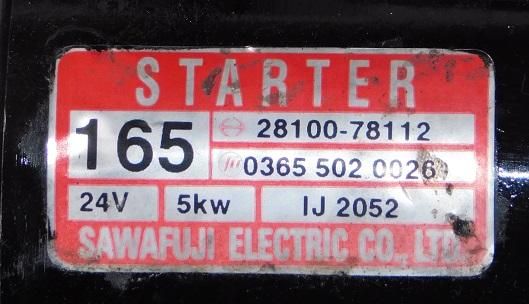 STARTER
165
28100-78112
0365 502 0026
24V 5kw IJ 2052
SAWAFUJI ELECTRIC CO., LTD.